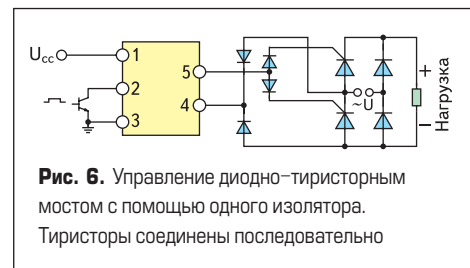 Ucc
1
2
3
5
4
~U
+
–
Нагрузка
Рис. 6. Управление диодно–тиристорным
мостом с помощью одного изолятора.
Тиристоры соединены последовательно